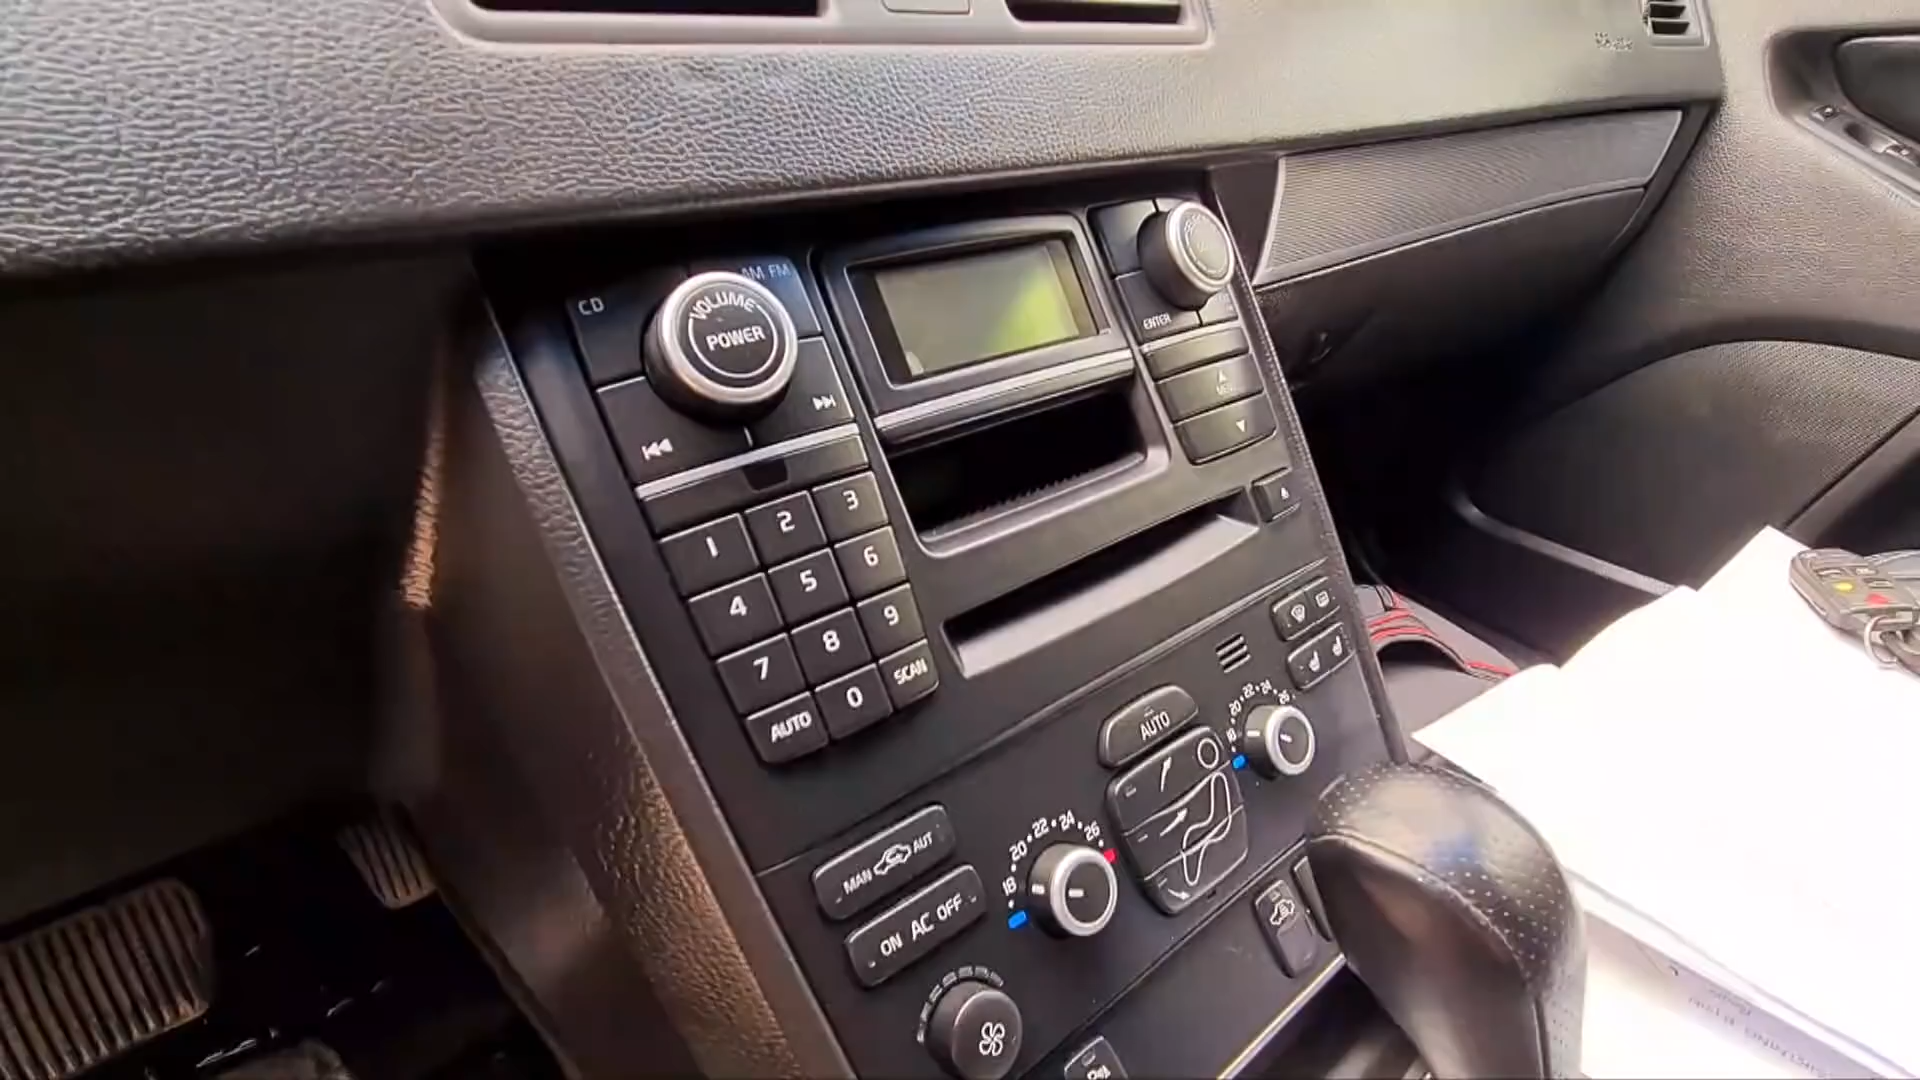 CD
AM FM
VOLUME
POWER
ENTER
1 2 3
4 5 6
7 8 9
AUTO 0 SCAN
AUTO
18 20 22 24 26
MAN AUT
ON AC OFF
18 20 22 24 26